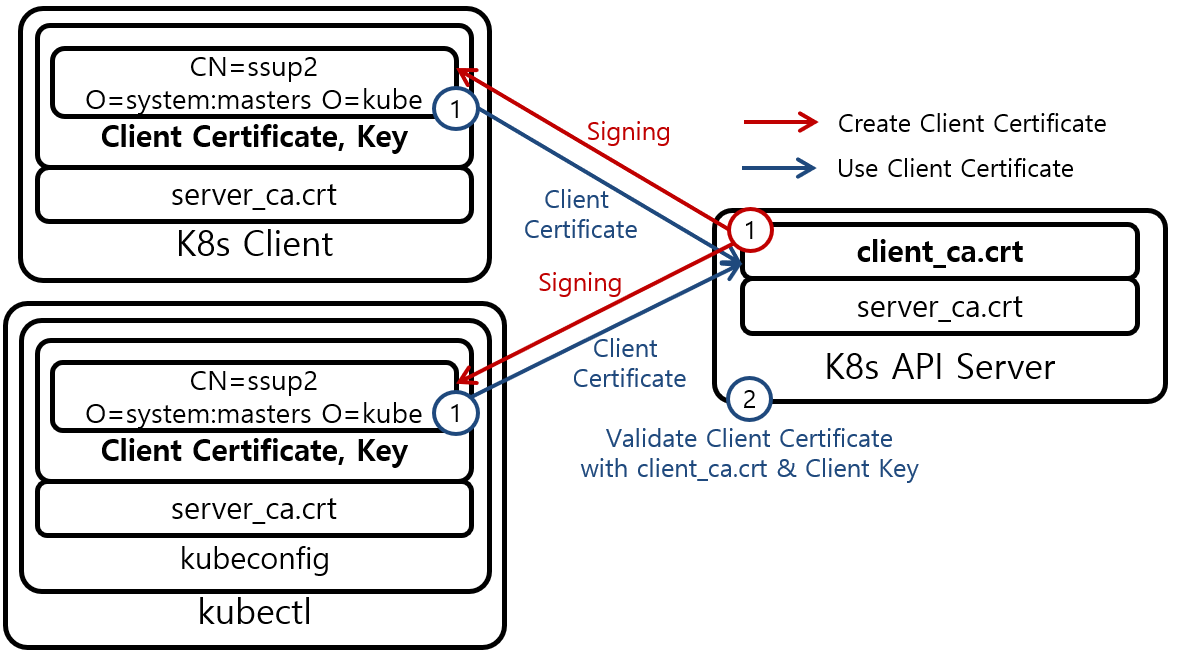 CN=ssup2
O=system:masters O=kube
1
Client Certificate, Key
server_ca.crt
K8s Client
Signing
Client
Certificate
Create Client Certificate
Use Client Certificate
1
client_ca.crt
server_ca.crt
K8s API Server
2
Validate Client Certificate
with client_ca.crt & Client Key
Signing
Client
Certificate
CN=ssup2
O=system:masters O=kube
1
Client Certificate, Key
server_ca.crt
kubeconfig
kubectl